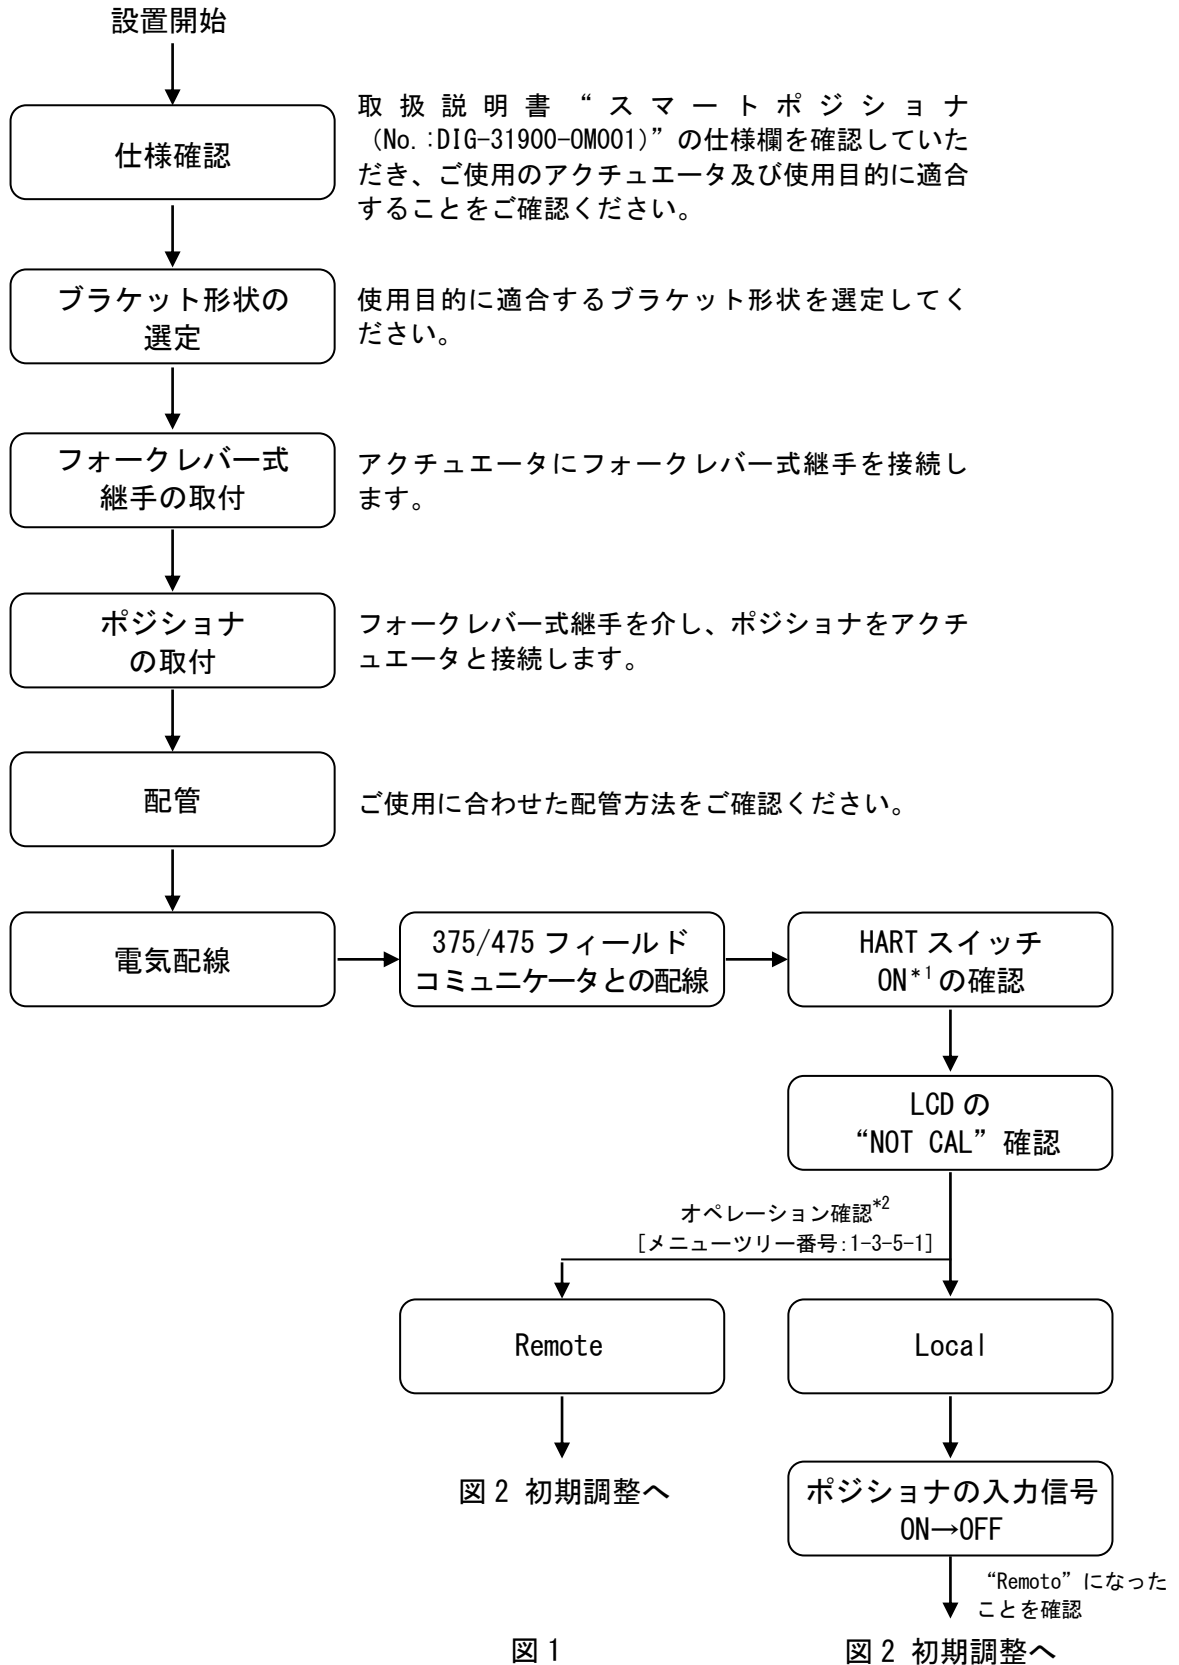 設置開始
仕様確認
取扱説明書“スマートポジショナ
（No.:DIG-31900-OM001)”の仕様欄を確認していた
だき、ご使用のアクチュエータ及び使用目的に適合
することをご確認ください。
ブラケット形状の
選定
使用目的に適合するブラケット形状を選定してく
ださい。
フォークレバー式
継手の取付
アクチュエータにフォークレバー式継手を接続し
ます。
ポジショナ
の取付
フォークレバー式継手を介し、ポジショナをアクチ
ュエータと接続します。
配管
ご使用に合わせた配管方法をご確認ください。
電気配線
375/475 フィールド
コミュニケータとの配線
HART スイッチ
ON*1の確認
LCD の
“NOT CAL”確認
オペレーション確認*2
[メニューツリー番号:1-3-5-1]
Remote
Local
図 2 初期調整へ
ポジショナの入力信号
ON→OFF
“Remoto”になった
ことを確認
図 1
図 2 初期調整へ